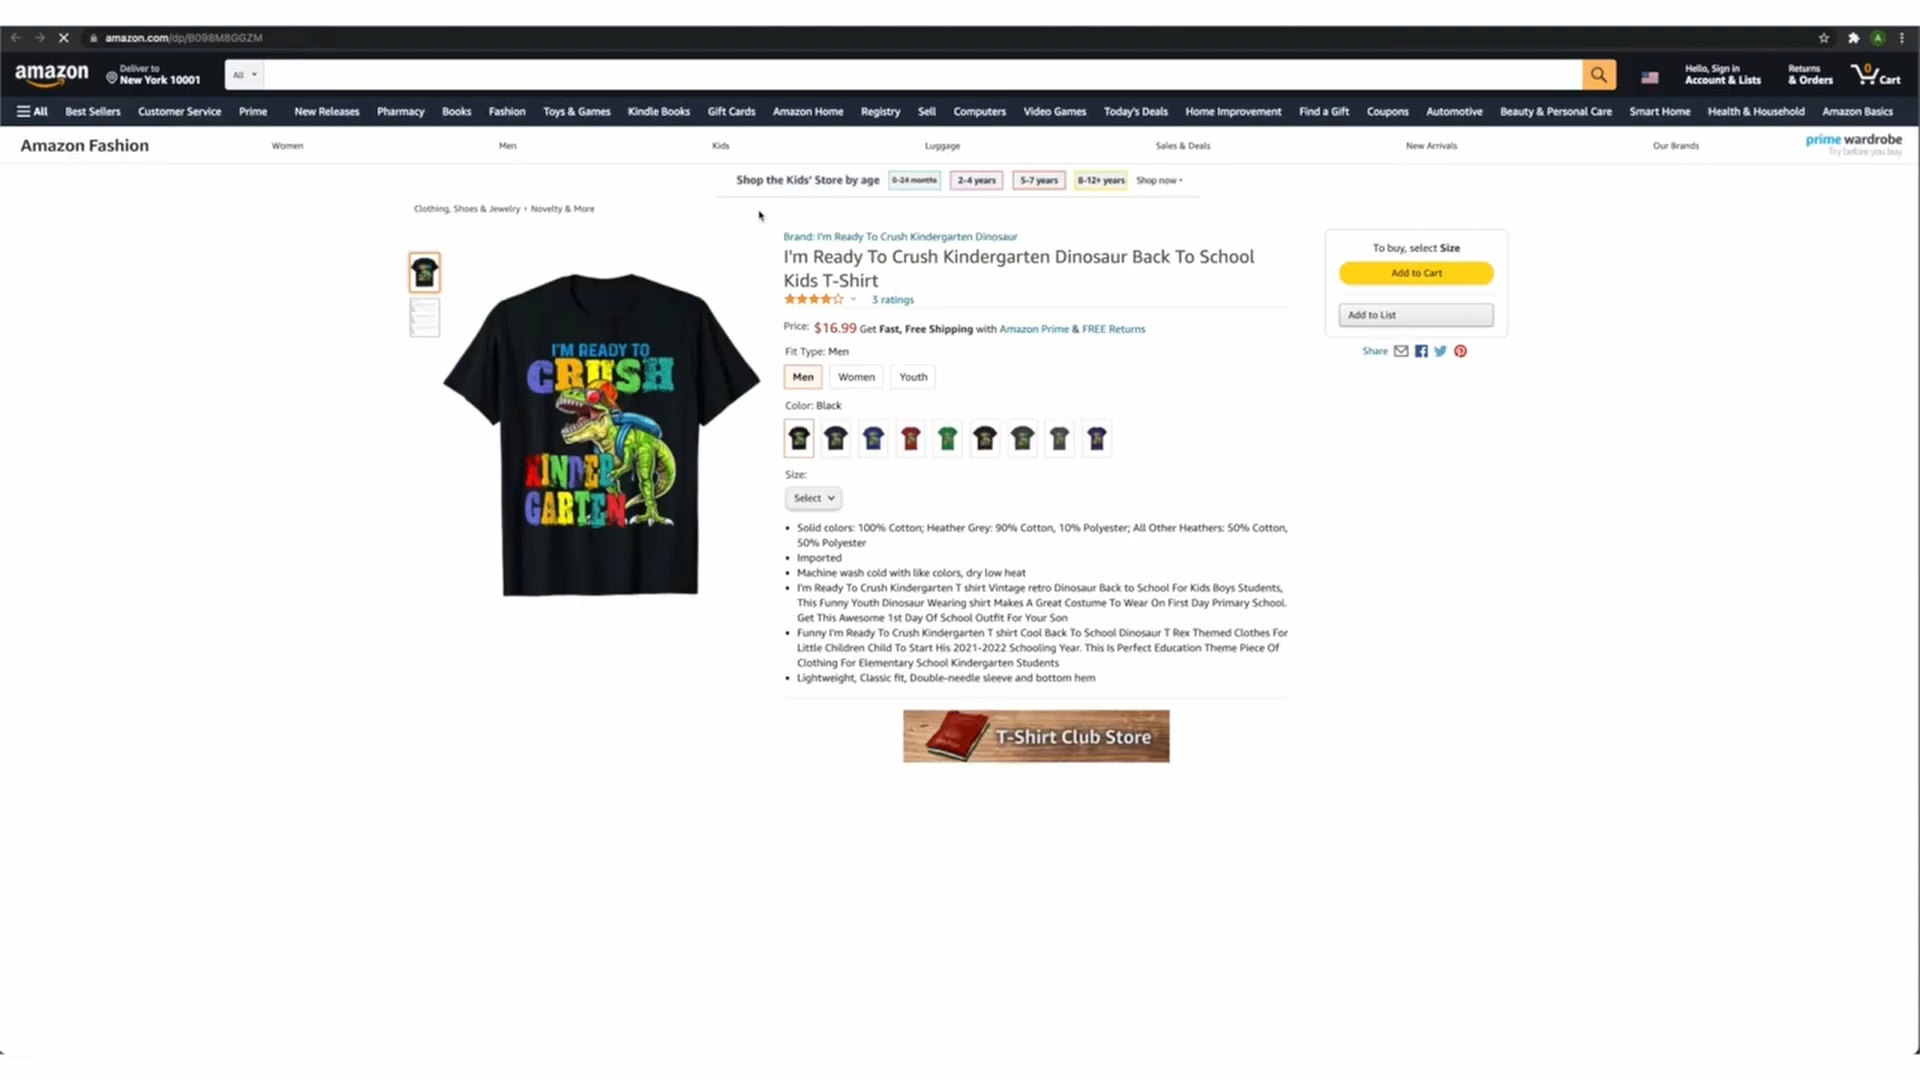 amazon.com/dp/B098M8GGZM
A
amazon
Deliver to
New York 10001
All
Hello, Sign in
Account & Lists
Returns
& Orders
0
Cart
All
Best Sellers
Customer Service
Prime
New Releases
Pharmacy
Books
Fashion
Toys & Games
Kindle Books
Gift Cards
Amazon Home
Registry
Sell
Computers
Video Games
Today's Deals
Home Improvement
Find a Gift
Coupons
Automotive
Beauty & Personal Care
Smart Home
Health & Household
Amazon Basics
Amazon Fashion
Women
Men
Kids
Luggage
Sales & Deals
New Arrivals
Our Brands
prime wardrobe
Try before you buy
Shop the Kids' Store by age
0-24 months
2-4 years
5-7 years
8-12+ years
Shop now ›
Clothing, Shoes & Jewelry › Novelty & More
Brand: I'm Ready To Crush Kindergarten Dinosaur
I'm Ready To Crush Kindergarten Dinosaur Back To School
Kids T-Shirt
3 ratings
Price: $16.99 Get Fast, Free Shipping with Amazon Prime & FREE Returns
Fit Type: Men
Men
Women
Youth
Color: Black
Size:
Select
• Solid colors: 100% Cotton; Heather Grey: 90% Cotton, 10% Polyester; All Other Heathers: 50% Cotton,
50% Polyester
• Imported
• Machine wash cold with like colors, dry low heat
• I'm Ready To Crush Kindergarten T shirt Vintage retro Dinosaur Back to School For Kids Boys Students,
This Funny Youth Dinosaur Wearing shirt Makes A Great Costume To Wear On First Day Primary School.
Get This Awesome 1st Day Of School Outfit For Your Son
• Funny I'm Ready To Crush Kindergarten T shirt Cool Back To School Dinosaur T Rex Themed Clothes For
Little Children Child To Start His 2021-2022 Schooling Year. This Is Perfect Education Theme Piece Of
Clothing For Elementary School Kindergarten Students
• Lightweight, Classic fit, Double-needle sleeve and bottom hem
T-Shirt Club Store
To buy, select Size
Add to Cart
Add to List
Share
I'M READY TO
CRUSH
KINDER
GARTEN